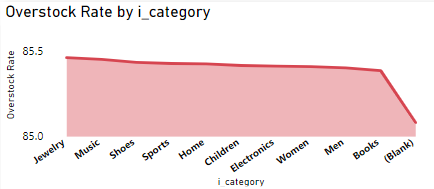 Overstock Rate by i_category
Overstock Rate
85.5
85.0
Jewelry
Music
Shoes
Sports
Home
Children
Electronics
Women
Men
Books
(Blank)
i_category